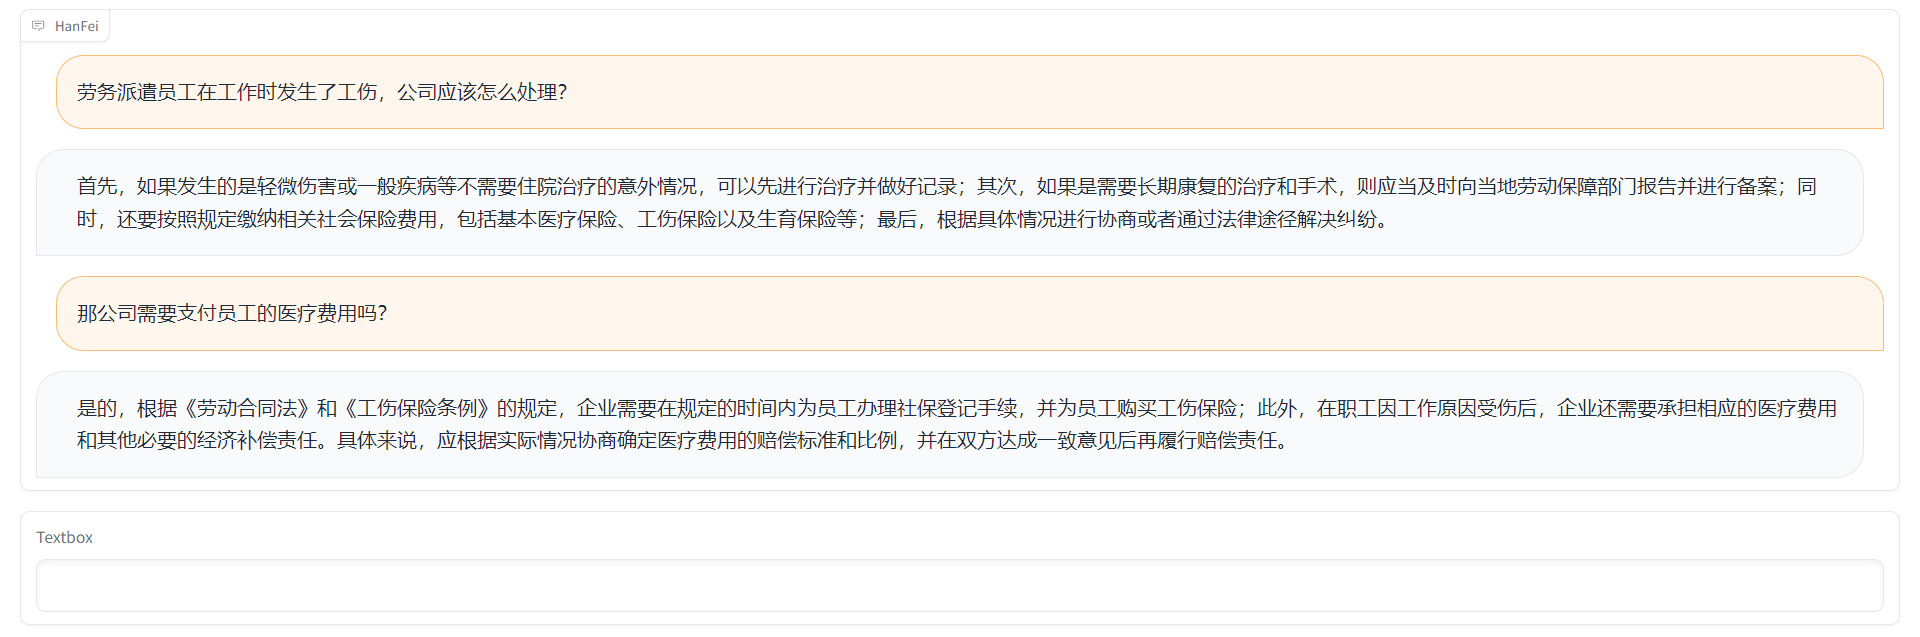 HanFei
劳务派遣员工在工作时发生了工伤，公司应该怎么处理？
首先，如果发生的是轻微伤害或一般疾病等不需要住院治疗的意外情况，可以先进行治疗并做好记录；其次，如果是需要长期康复的治疗和手术，则应当及时向当地劳动保障部门报告并进行备案；同
时，还要按照规定缴纳相关社会保险费用，包括基本医疗保险、工伤保险以及生育保险等；最后，根据具体情况进行协商或者通过法律途径解决纠纷。
那公司需要支付员工的医疗费用吗？
是的，根据《劳动合同法》和《工伤保险条例》的规定，企业需要在规定的时间内为员工办理社保登记手续，并为员工购买工伤保险；此外，在职工因工作原因受伤后，企业还需要承担相应的医疗费用
和其他必要的经济补偿责任。具体来说，应根据实际情况协商确定医疗费用的赔偿标准和比例，并在双方达成一致意见后再履行赔偿责任。
Textbox